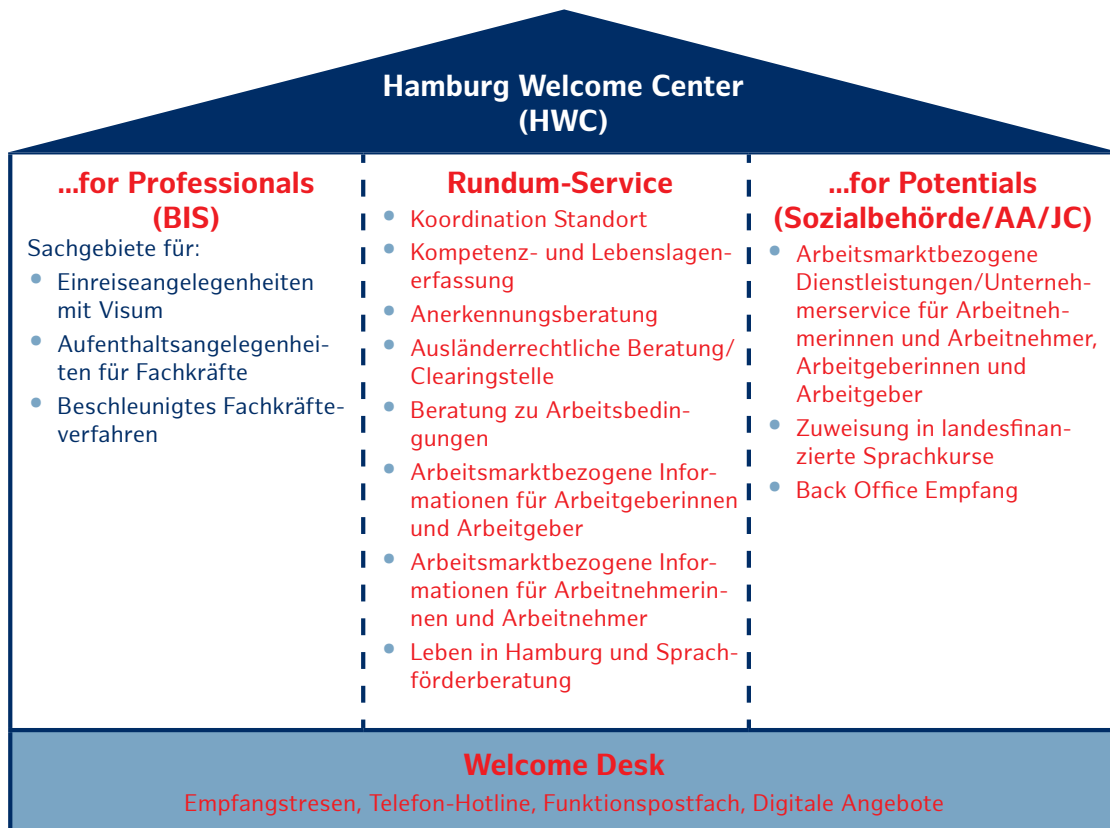 Hamburg Welcome Center
(HWC)
...for Professionals
(BIS)
Sachgebiete für:
• Einreiseangelegenheiten
mit Visum
• Aufenthaltsangelegenhei-
ten für Fachkräfte
• Beschleunigtes Fachkräfte-
verfahren
Rundum-Service
• Koordination Standort
• Kompetenz- und Lebenslagen-
erfassung
• Anerkennungsberatung
• Ausländerrechtliche Beratung/
Clearingstelle
• Beratung zu Arbeitsbedin-
gungen
• Arbeitsmarktbezogene Infor-
mationen für Arbeitgeberinnen
und Arbeitgeber
• Arbeitsmarktbezogene Infor-
mationen für Arbeitnehmerin-
nen und Arbeitnehmer
• Leben in Hamburg und Sprach-
förderberatung
...for Potentials
(Sozialbehörde/AA/JC)
• Arbeitsmarktbezogene
Dienstleistungen/Unterneh-
merservice für Arbeitneh-
merinnen und Arbeitnehmer,
Arbeitgeberinnen und
Arbeitgeber
• Zuweisung in landesfinan-
zierte Sprachkurse
• Back Office Empfang
Welcome Desk
Empfangstresen, Telefon-Hotline, Funktionspostfach, Digitale Angebote